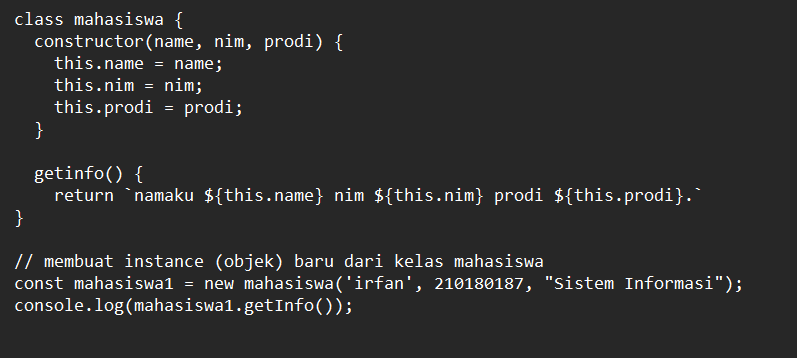 class mahasiswa {
  constructor(name, nim, prodi) {
    this.name = name;
    this.nim = nim;
    this.prodi = prodi;
  }

  getinfo() {
    return `namaku ${this.name} nim ${this.nim} prodi ${this.prodi}.`
}

// membuat instance (objek) baru dari kelas mahasiswa
const mahasiswa1 = new mahasiswa('irfan', 210180187, "Sistem Informasi");
console.log(mahasiswa1.getInfo());